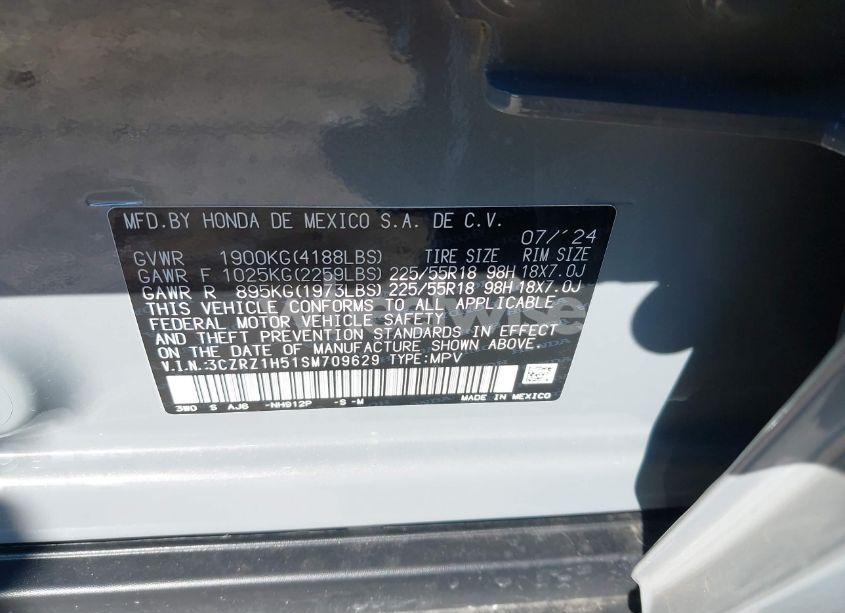 MFD.BY HONDA DE MEXICO S.A. DE C.V.
07/'24
GVWR 1900KG(4188LBS) TIRE SIZE RIM SIZE
GAWR F 1025KG(2259LBS) 225/55R18 98H 18X7.0J
GAWR R 895KG(1973LBS) 225/55R18 98H 18X7.0J
THIS VEHICLE CONFORMS TO ALL APPLICABLE
FEDERAL MOTOR VEHICLE SAFETY
AND THEFT PREVENTION STANDARDS IN EFFECT
ON THE DATE OF MANUFACTURE SHOWN ABOVE.
V.I.N.:3CZRZ1H51SM709629 TYPE:MPV
3W0 S AJ6 -NH912P -S -M MADE IN MEXICO